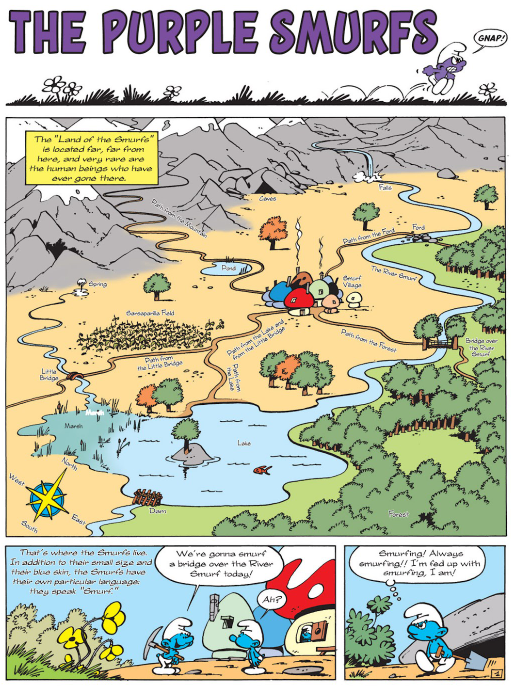 THE PURPLE SMURFS
GNAP!
The "Land of the Smurfs"
is located far, far from
here, and very rare are
the human beings who have
ever gone there.
Caves
Falls
Path from the Mountain
Path from the Ford
Ford
Pond
The River Smurf
Spring
Smurf
Village
Sarsaparilla Field
Path from the Lake and
from the Little Bridge
Path from the Forest
Bridge over
the River
Smurf
Path from
the Little Bridge
Path from
the Lake
Little
Bridge
Marsh
Marsh
Lake
North
West
East
South
Dam
Forest
That's where the Smurfs live.
In addition to their small size and
their blue skin, the Smurfs have
their own particular language:
they speak "Smurf."
We're gonna smurf
a bridge over the River
Smurf today!
Ah?
Smurfing! Always
smurfing!! I'm fed up with
smurfing, I am!
1